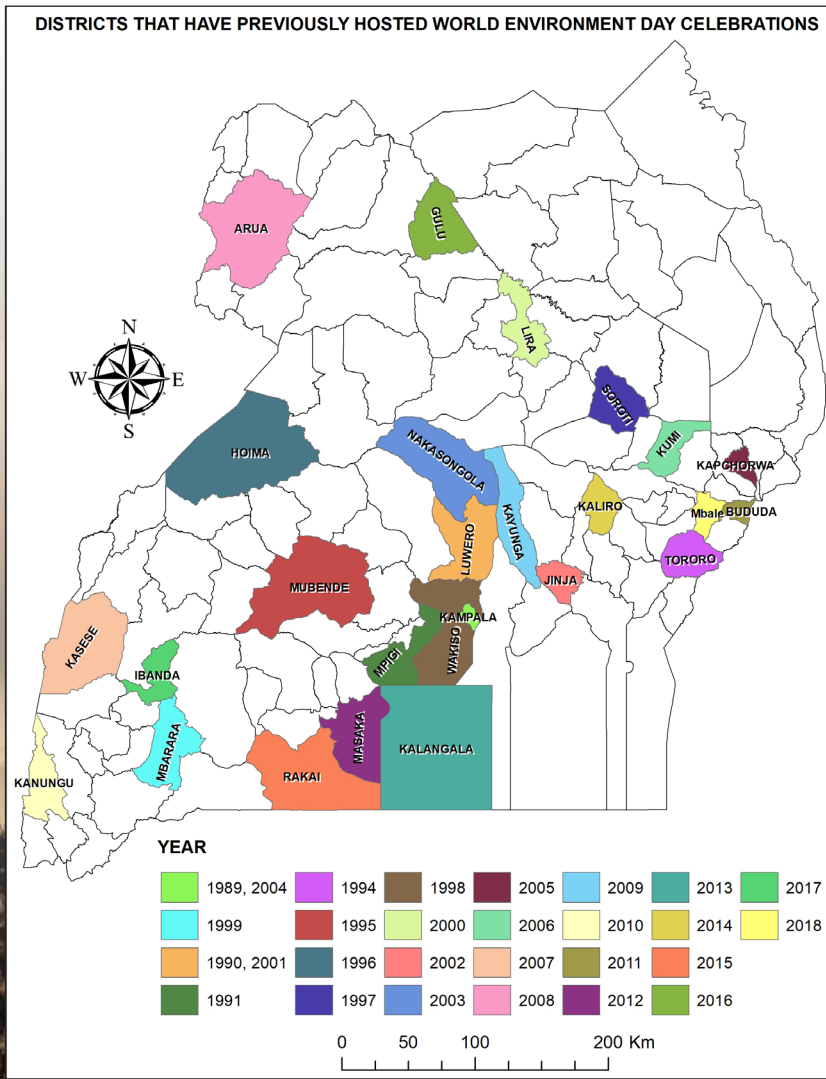 DISTRICTS THAT HAVE PREVIOUSLY HOSTED WORLD ENVIRONMENT DAY CELEBRATIONS
ARUA
GULU
LIRA
N
W E
S
SOROTI
KUMI
NAKASONGOLA
HOIMA
KAPCHORWA
KALIRO
Mbale
BUDUDA
KAYUNGA
LUWERO
TORORO
JINJA
MUBENDE
KAMPALA
KASESE
WAKISO
MPIGI
IBANDA
MBARARA
MASAKA
KALANGALA
RAKAI
KANUNGU
YEAR
1989, 2004
1999
1990, 2001
1991
1994
1995
1996
1997
1998
2000
2002
2003
2005
2006
2007
2008
2009
2010
2011
2012
2013
2014
2015
2016
2017
2018
0 50 100 200 Km